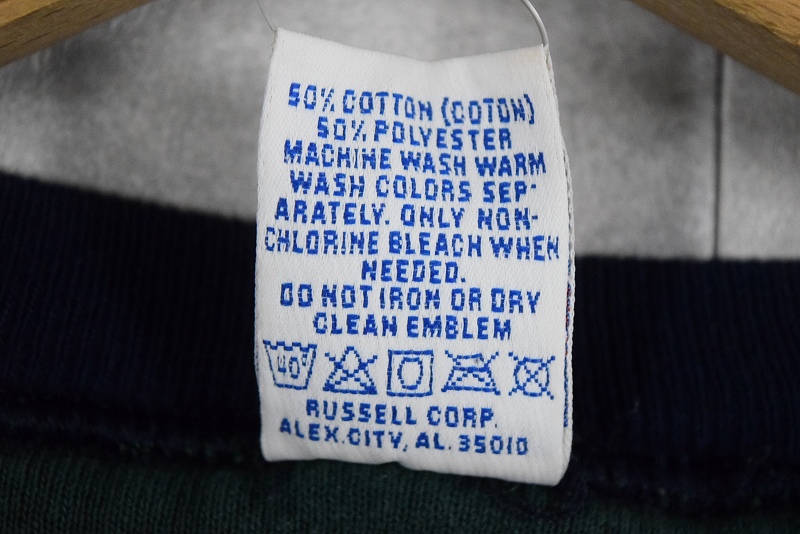 50% COTTON (COTON)
50% POLYESTER
MACHINE WASH WARM
WASH COLORS SEP-
ARATELY. ONLY NON-
CHLORINE BLEACH WHEN
NEEDED.
DO NOT IRON OR DRY
CLEAN EMBLEM
40°
RUSSELL CORP.
ALEX.CITY, AL. 35010